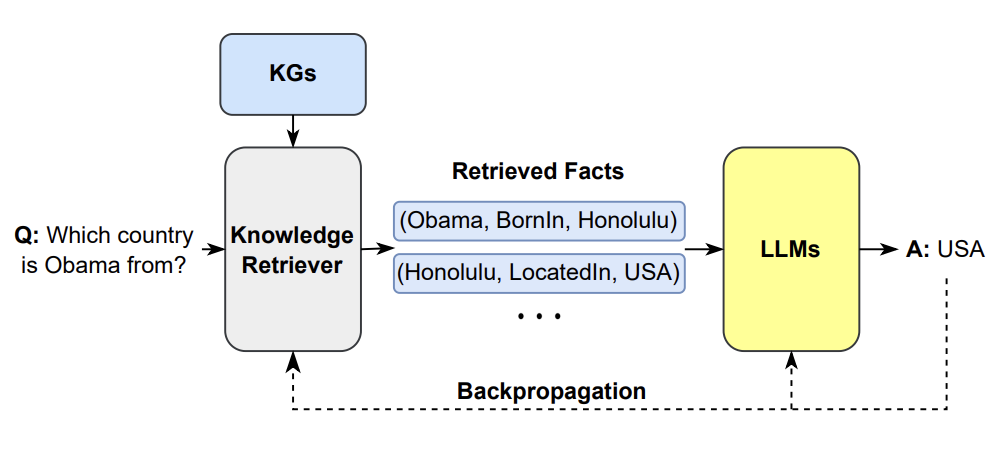 KGs
Q: Which country
is Obama from?
Knowledge
Retriever
Retrieved Facts
(Obama, BornIn, Honolulu)
(Honolulu, LocatedIn, USA)
...
LLMs
A: USA
Backpropagation